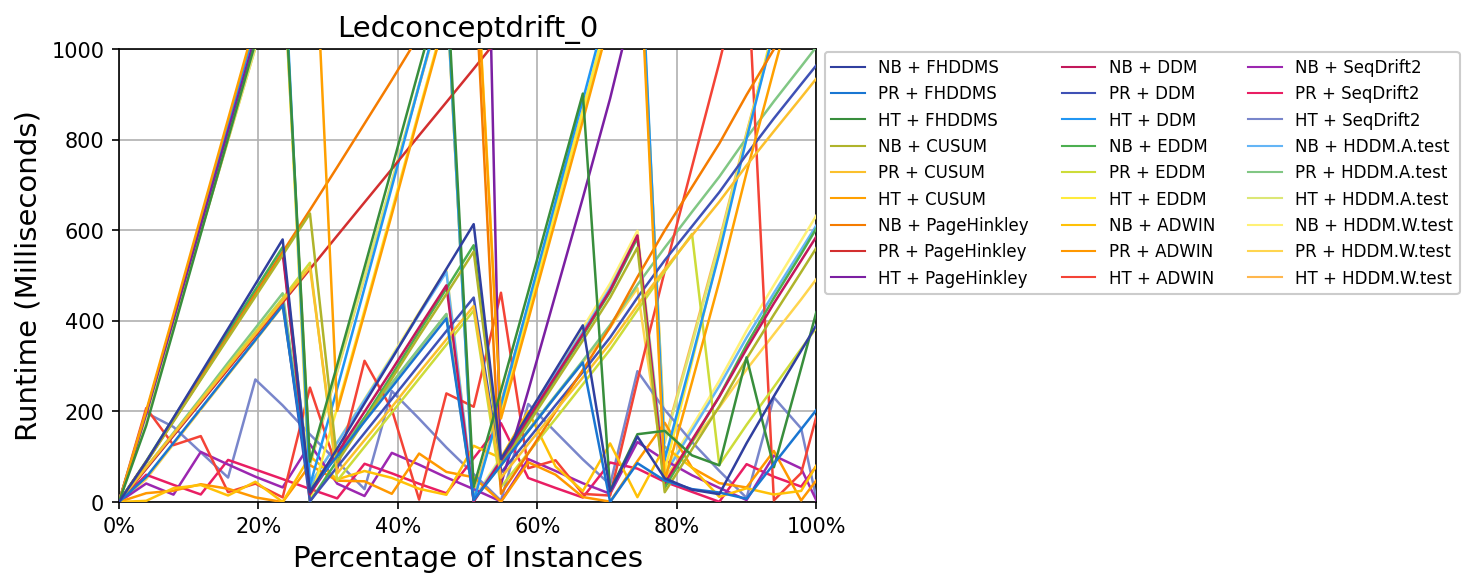 Ledconceptdrift_0
Runtime (Milliseconds)
1000
800
600
400
200
0
0% 20% 40% 60% 80% 100%
Percentage of Instances
NB + FHDDMS
PR + FHDDMS
HT + FHDDMS
NB + CUSUM
PR + CUSUM
HT + CUSUM
NB + PageHinkley
PR + PageHinkley
HT + PageHinkley
NB + DDM
PR + DDM
HT + DDM
NB + EDDM
PR + EDDM
HT + EDDM
NB + ADWIN
PR + ADWIN
HT + ADWIN
NB + SeqDrift2
PR + SeqDrift2
HT + SeqDrift2
NB + HDDM.A.test
PR + HDDM.A.test
HT + HDDM.A.test
NB + HDDM.W.test
PR + HDDM.W.test
HT + HDDM.W.test